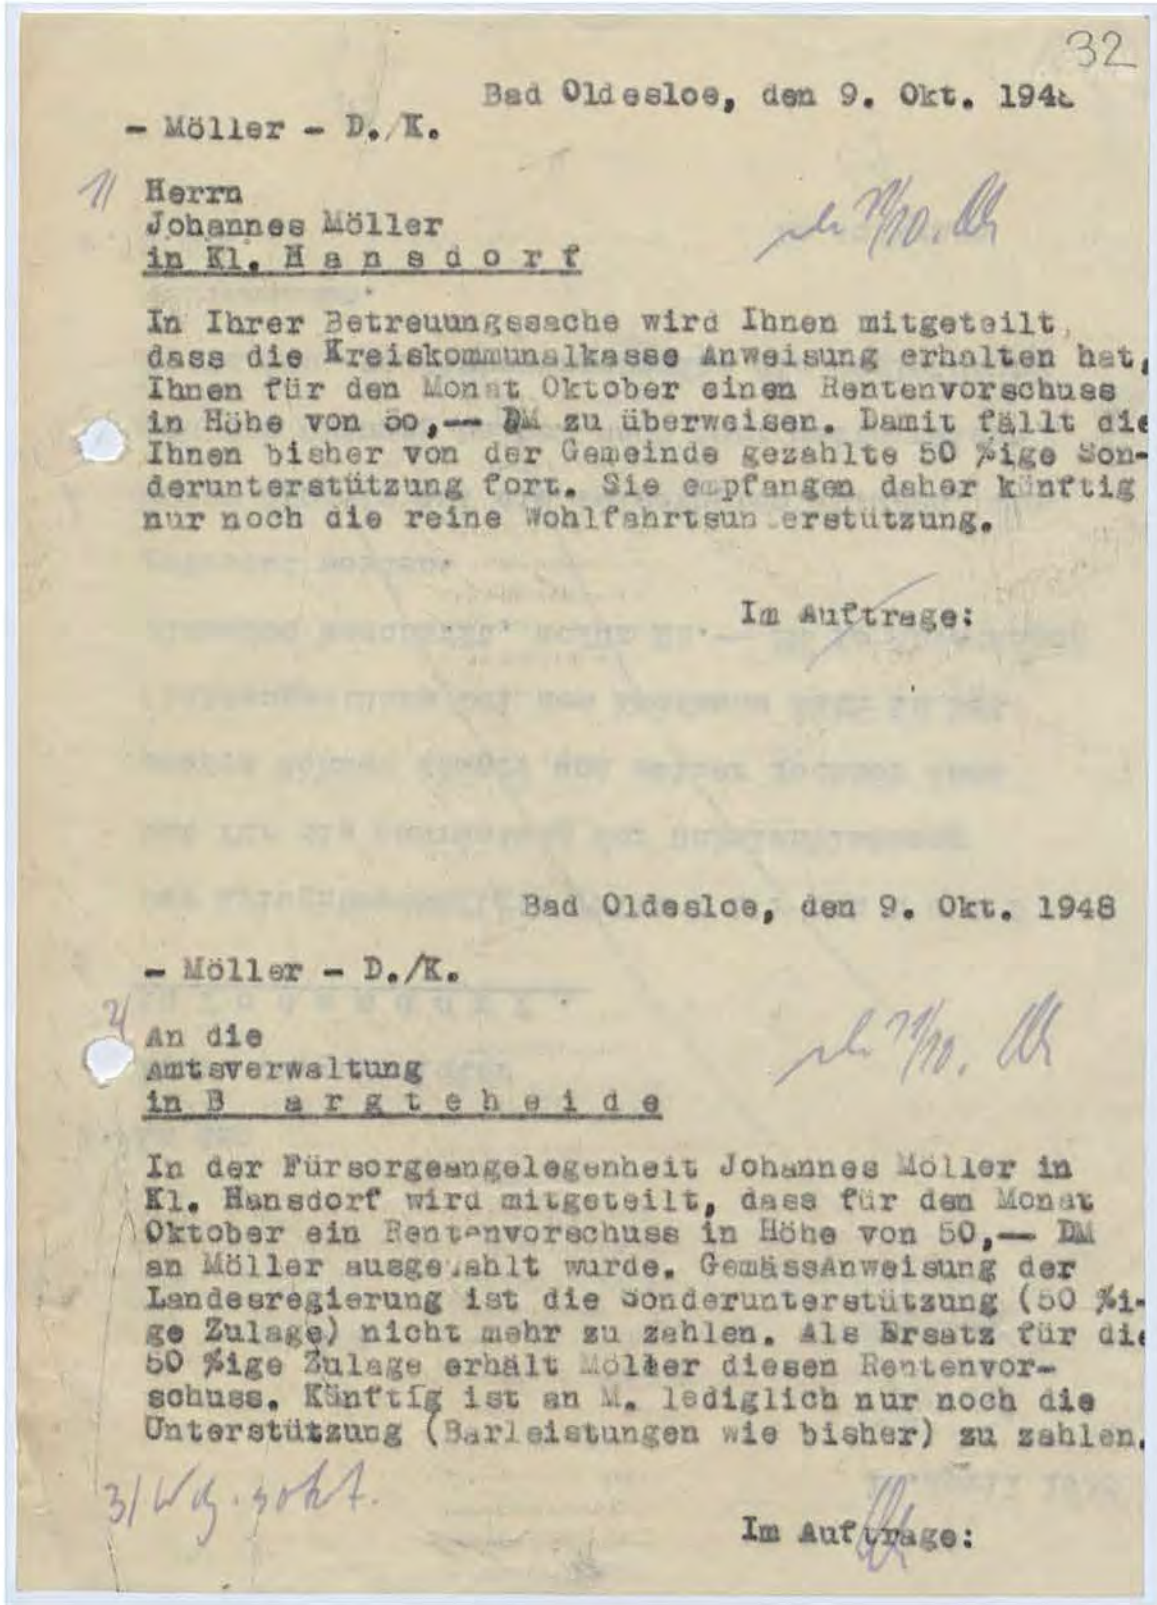 32
Bad Oldesloe, den 9. Okt. 1948
- Möller - D./K.
1/ Herrn
Johannes Möller
in Kl. H a n s d o r f
In Ihrer Betreuungssache wird Ihnen mitgeteilt,
dass die Kreiskommunalkasse Anweisung erhalten hat,
Ihnen für den Monat Oktober einen Rentenvorschuss
in Höhe von 50,-- DM zu überweisen. Damit fällt die
Ihnen bisher von der Gemeinde gezahlte 50 %ige Son-
derunterstützung fort. Sie empfangen daher künftig
nur noch die reine Wohlfahrtsunterstützung.
Im Auftrage:
Bad Oldesloe, den 9. Okt. 1948
- Möller - D./K.
2/
An die
Amtsverwaltung
in B a r g t e h e i d e
In der Fürsorgeangelegenheit Johannes Möller in
Kl. Hansdorf wird mitgeteilt, dass für den Monat
Oktober ein Rentenvorschuss in Höhe von 50,-- DM
an Möller ausgezahlt wurde. GemässAnweisung der
Landesregierung ist die Sonderunterstützung (50 %i-
ge Zulage) nicht mehr zu zahlen. Als Ersatz für die
50 %ige Zulage erhält Möller diesen Rentenvor-
schuss. Künftig ist an M. lediglich nur noch die
Unterstützung (Barleistungen wie bisher) zu zahlen.
3/ Wv.
Im Auftrage: